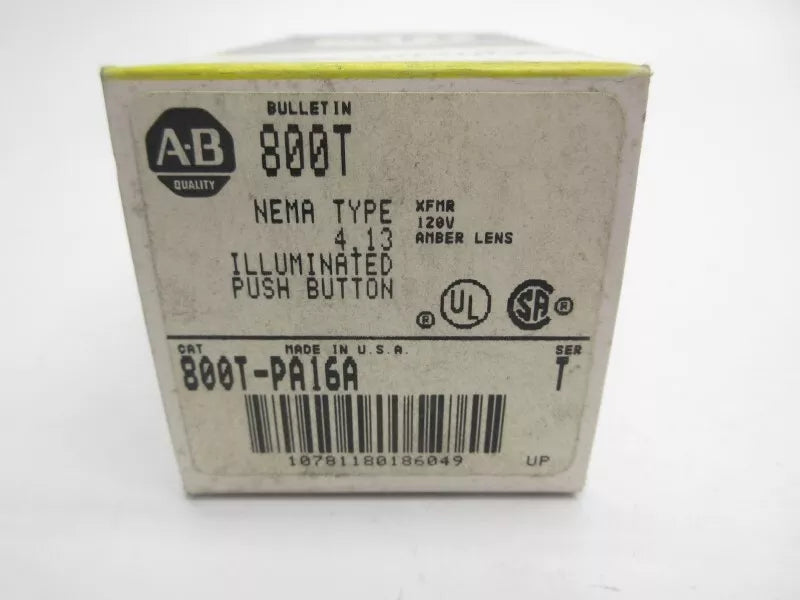 BULLETIN
A-B
QUALITY
800T
NEMA TYPE
4,13
ILLUMINATED
PUSH BUTTON
XFMR
120V
AMBER LENS
® UL SA ®
CAT
MADE IN U.S.A.
SER
800T-PA16A
T
10781180186049
UP